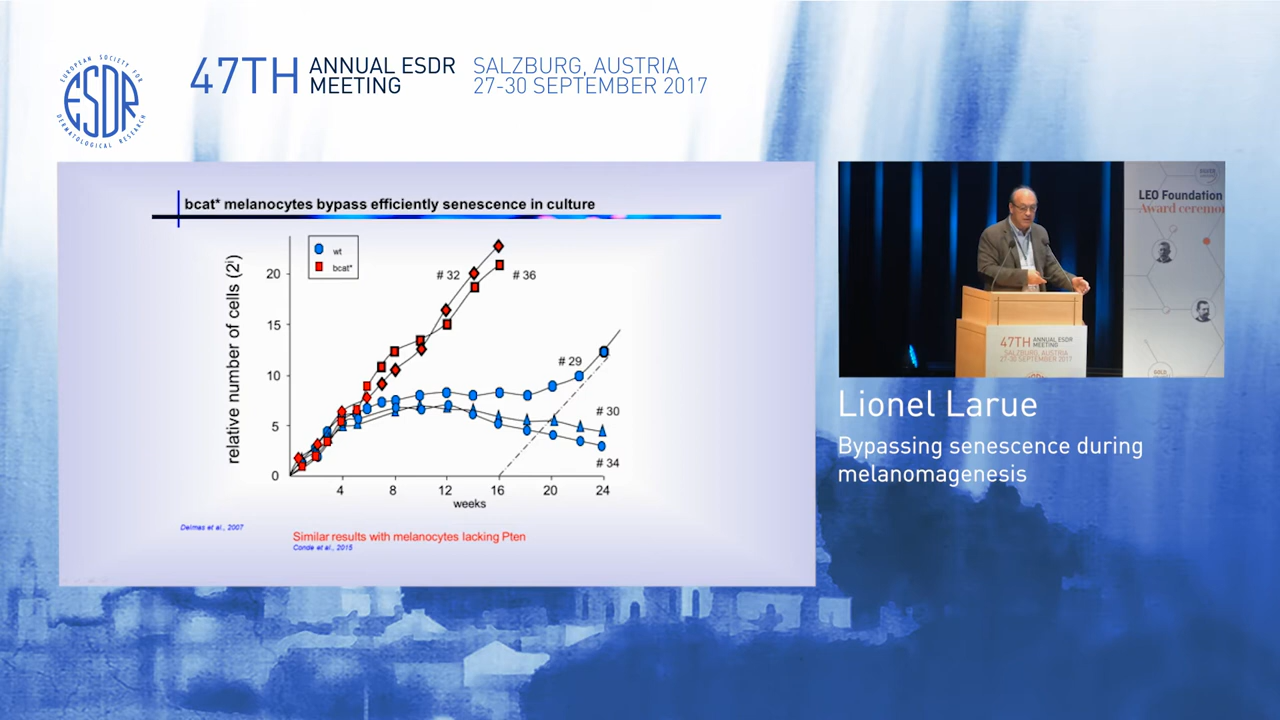 EUROPEAN SOCIETY FOR
ESDR
DERMATOLOGICAL RESEARCH
47TH
ANNUAL ESDR
MEETING
SALZBURG, AUSTRIA
27-30 SEPTEMBER 2017
bcat* melanocytes bypass efficiently senescence in culture
relative number of cells (2ⁱ)
wt
bcat*
20
15
10
5
0
# 32
# 36
# 29
# 30
# 34
4
8
12
16
20
24
weeks
Delmas et al., 2007
Similar results with melanocytes lacking Pten
Conde et al., 2015
LEO Foundation
Award ceremo
GOLD
47TH
ANNUAL ESDR
MEETING
SALZBURG, AUSTRIA
27-30 SEPTEMBER 2017
Lionel Larue
Bypassing senescence during
melanomagenesis